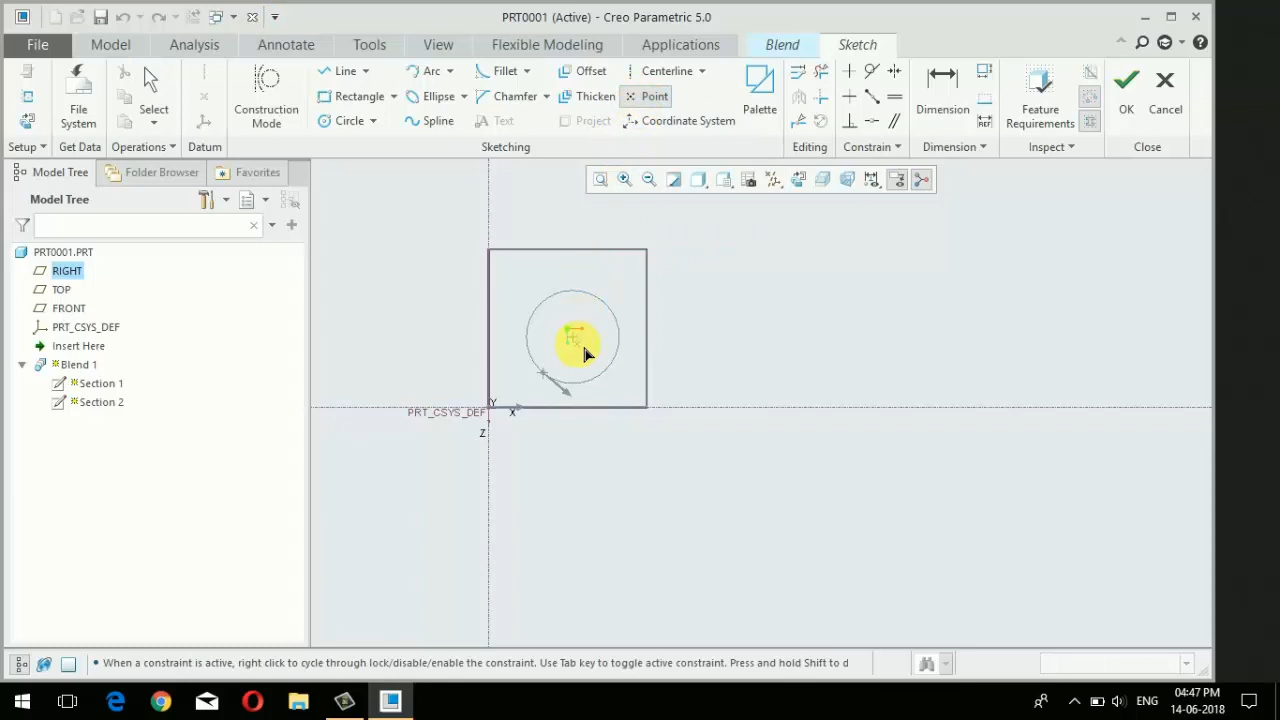 PRT0001 (Active) - Creo Parametric 5.0
File Model Analysis Annotate Tools View Flexible Modeling Applications Blend Sketch
Line Arc Fillet Offset Centerline
Rectangle Ellipse Chamfer Thicken Point
Circle Spline Text Project Coordinate System
File System
Select
Construction Mode
Palette
Dimension
Feature Requirements
OK Cancel
Setup Get Data Operations Datum Sketching Editing Constrain Dimension Inspect Close
Model Tree Folder Browser Favorites
Model Tree
PRT0001.PRT
RIGHT
TOP
FRONT
PRT_CSYS_DEF
Insert Here
Blend 1
Section 1
Section 2
Y
PRT_CSYS_DEF X
Z
When a constraint is active, right click to cycle through lock/disable/enable the constraint. Use Tab key to toggle active constraint. Press and hold Shift to d
ENG
04:47 PM
14-06-2018